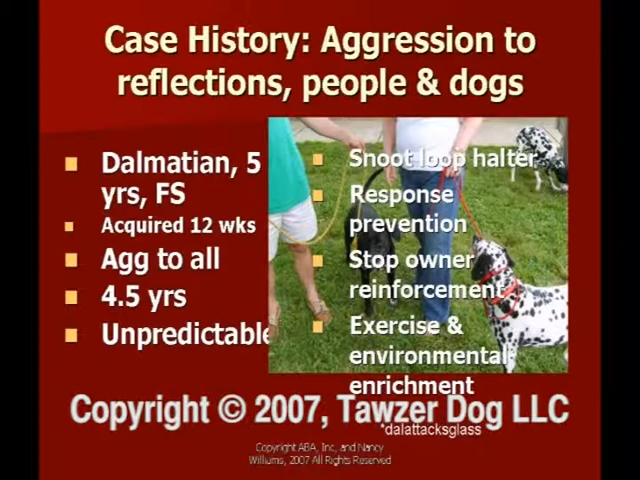 Case History: Aggression to
reflections, people & dogs
Dalmatian, 5
yrs, FS
Acquired 12 wks
Agg to all
4.5 yrs
Unpredictable
Snoot loop halter
Response
prevention
Stop owner
reinforcement
Exercise &
environmental
enrichment
Copyright © 2007, Tawzer Dog LLC
*dalattacksglass
Copyright ABA, Inc, and Nancy
Williams, 2007 All Rights Reserved